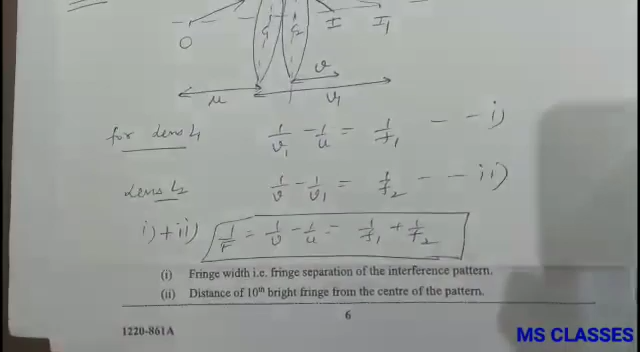 O L1 L2 I I1
u v v1
for lens L1 1/v1 - 1/u = 1/f1 - - i)
lens L2 1/v - 1/v1 = 1/f2 - - ii)
i)+ii) 1/F = 1/v - 1/u = 1/f1 + 1/f2
(i) Fringe width i.e. fringe separation of the interference pattern.
(ii) Distance of 10th bright fringe from the centre of the pattern.
6
1220-861A
MS CLASSES